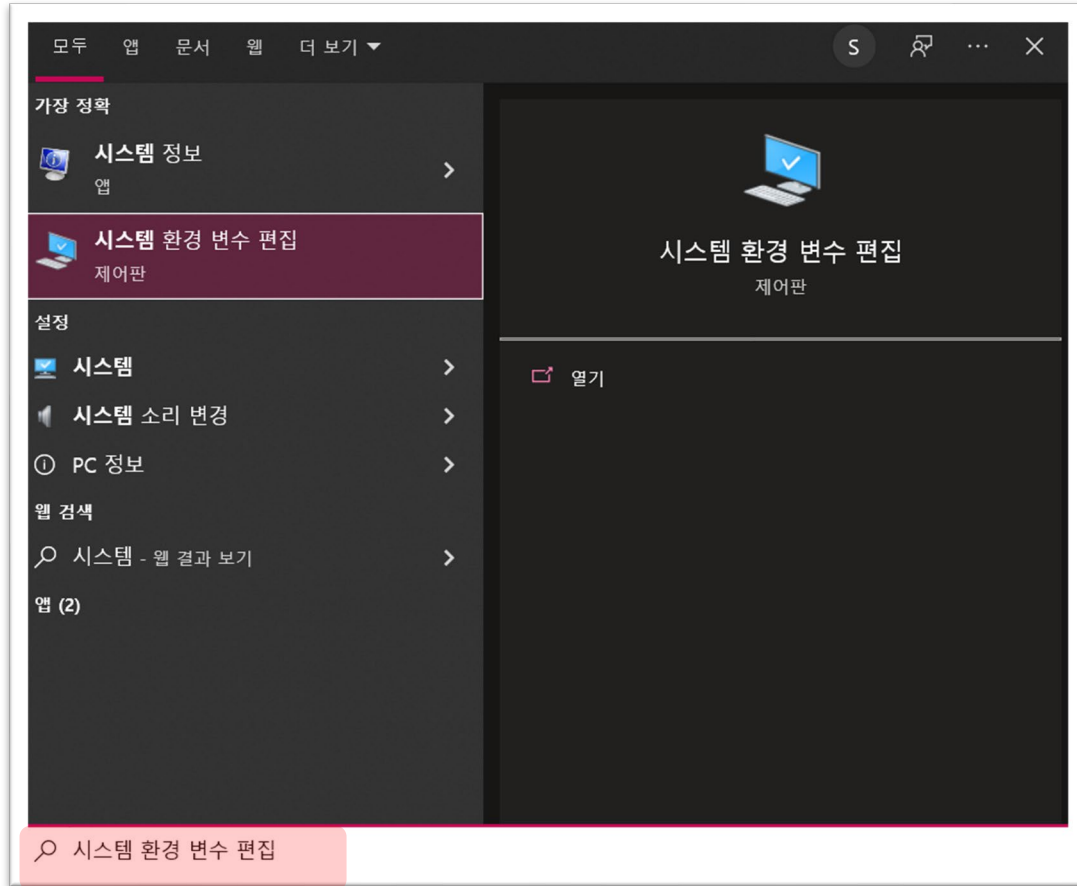 모두 앱 문서 웹 더 보기
S
가장 정확
시스템 정보
앱
시스템 환경 변수 편집
제어판
설정
시스템
시스템 소리 변경
PC 정보
웹 검색
시스템 - 웹 결과 보기
앱 (2)
시스템 환경 변수 편집
제어판
열기
시스템 환경 변수 편집